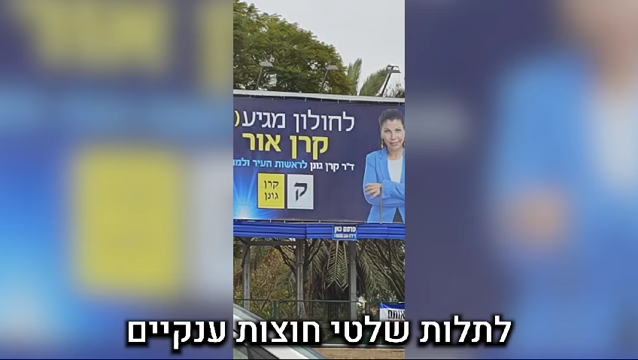 לחולון מגיע
קרן אור
ד"ר קרן גונן לראשות העיר
קרן
גונן
ק
לתלות שלטי חוצות ענקיים